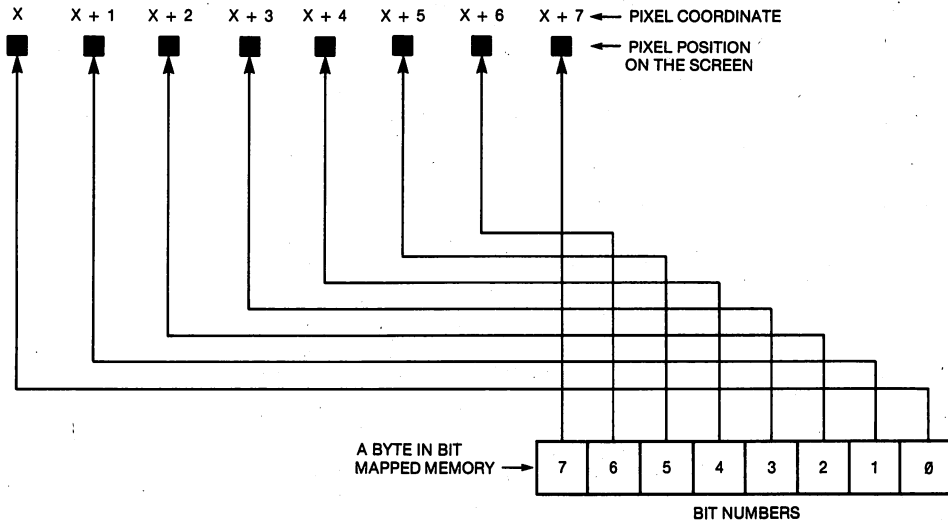 X X + 1 X + 2 X + 3 X + 4 X + 5 X + 6 X + 7 PIXEL COORDINATE
PIXEL POSITION
ON THE SCREEN
A BYTE IN BIT
MAPPED MEMORY
7 6 5 4 3 2 1 0
BIT NUMBERS